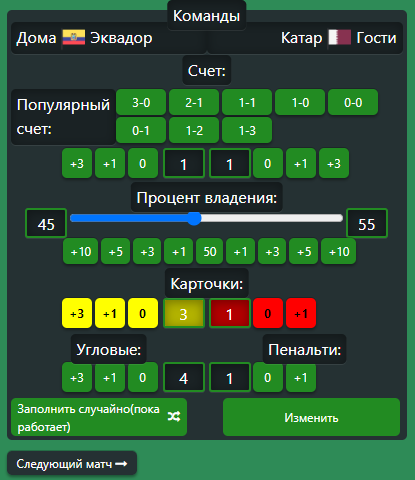 Команды
Дома Эквадор Катар Гости
Счет:
Популярный счет: 3-0 2-1 1-1 1-0 0-0
0-1 1-2 1-3
+3 +1 0 1 1 0 +1 +3
Процент владения:
45 55
+10 +5 +3 +1 50 +1 +3 +5 +10
Карточки:
+3 +1 0 3 1 0 +1
Угловые: Пенальти:
+3 +1 0 4 1 0 +1
Заполнить случайно(пока
работает) Изменить
Следующий матч